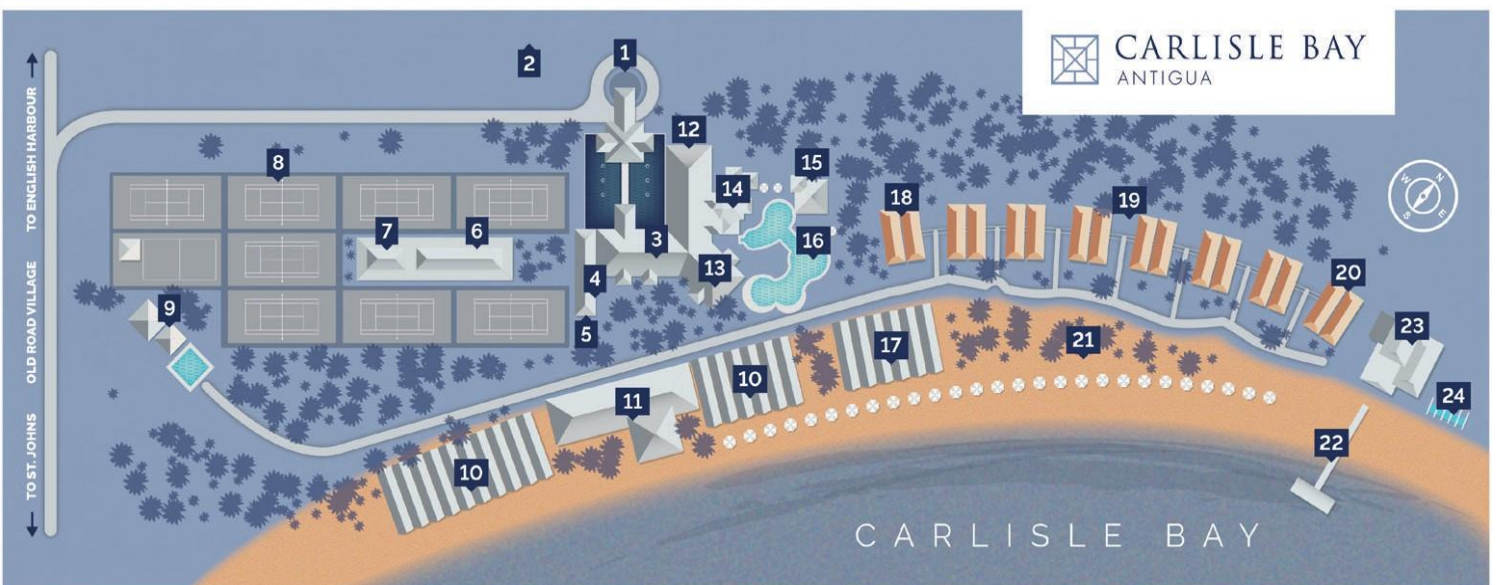 CARLISLE BAY
ANTIGUA
TO ENGLISH HARBOUR
OLD ROAD VILLAGE
TO ST. JOHNS
1
2
12
8
15
14
18
19
7
6
3
16
4
13
20
9
5
23
17
21
10
11
24
22
10
N
W
E
S
CARLISLE BAY